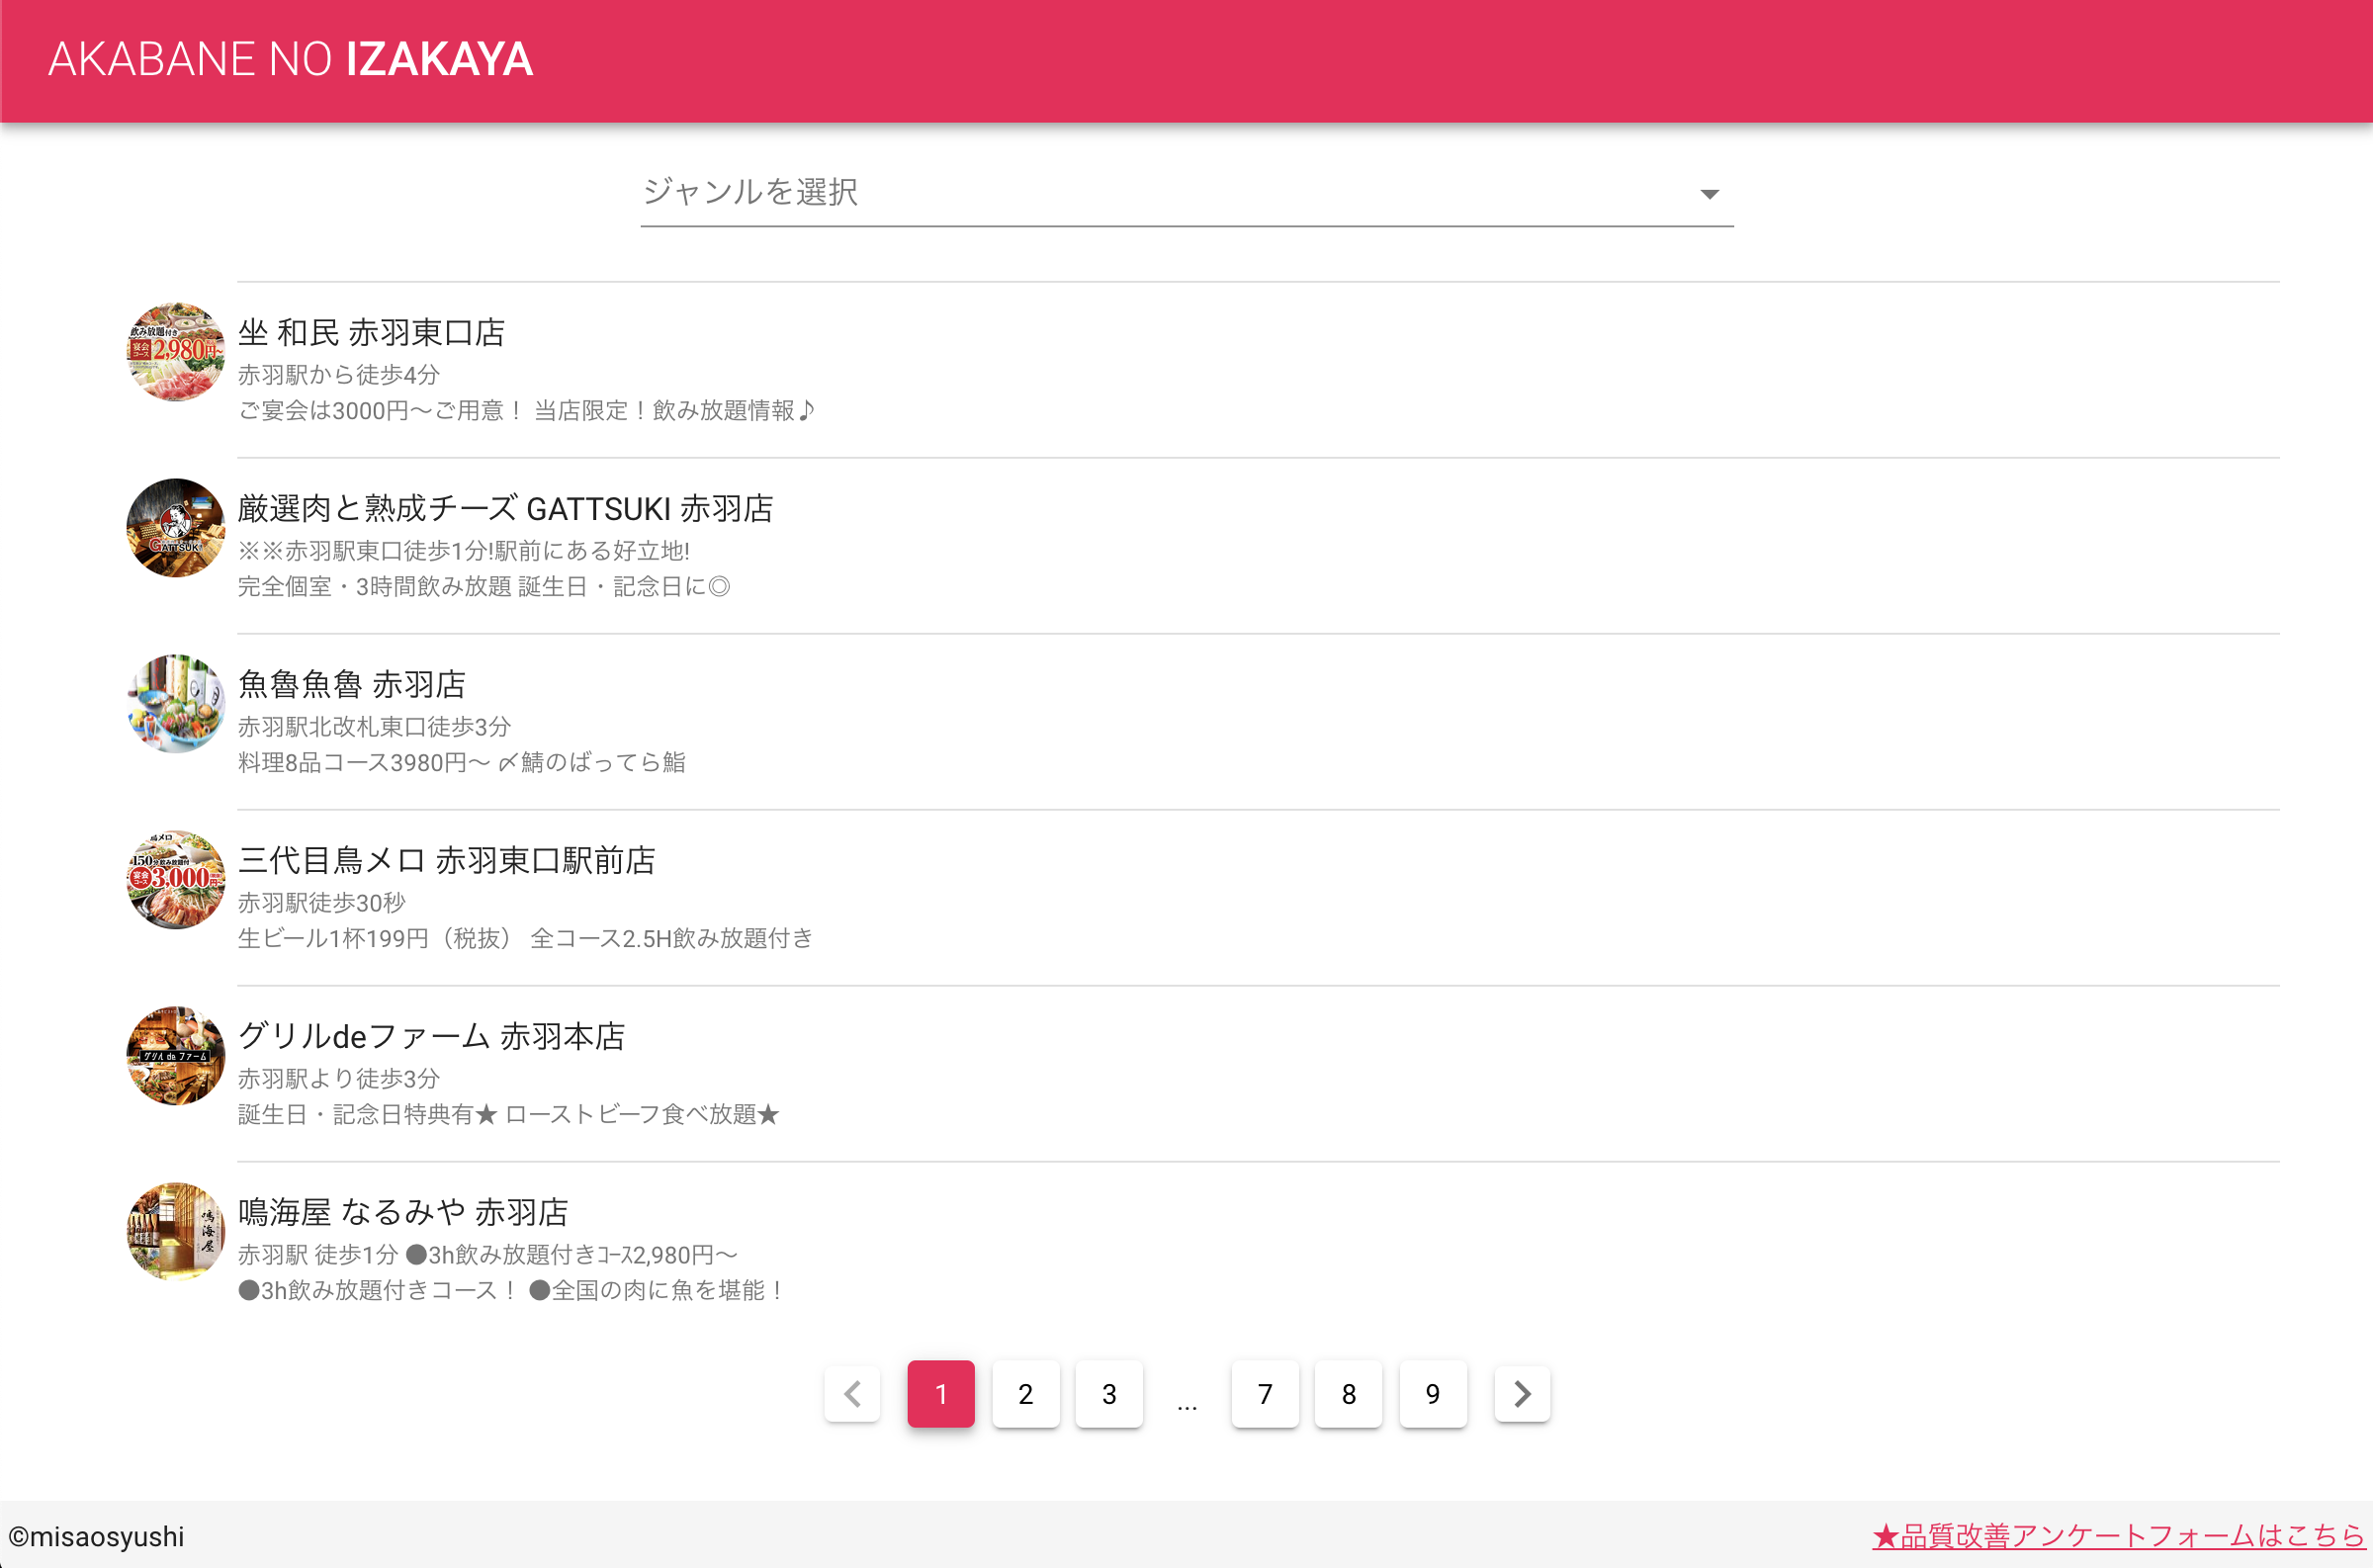 AKABANE NO IZAKAYA
ジャンルを選択
飲み放題付き
宴会コース 2,980円~
坐 和民 赤羽東口店
赤羽駅から徒歩4分
ご宴会は3000円〜ご用意！ 当店限定！飲み放題情報♪
GATTSUKI
厳選肉と熟成チーズ GATTSUKI 赤羽店
※※赤羽駅東口徒歩1分!駅前にある好立地!
完全個室・3時間飲み放題 誕生日・記念日に◎
魚魯魚魯 赤羽店
赤羽駅北改札東口徒歩3分
料理8品コース3980円〜 〆鯖のばってら鮨
鳥メロ
150分飲み放題付
宴会コース 3,000円
三代目鳥メロ 赤羽東口駅前店
赤羽駅徒歩30秒
生ビール1杯199円（税抜） 全コース2.5H飲み放題付き
グリル de ファーム
グリルdeファーム 赤羽本店
赤羽駅より徒歩3分
誕生日・記念日特典有★ ローストビーフ食べ放題★
鳴海屋
鳴海屋 なるみや 赤羽店
赤羽駅 徒歩1分 ●3h飲み放題付きｺｰｽ2,980円〜
●3h飲み放題付きコース！ ●全国の肉に魚を堪能！
1 2 3 ... 7 8 9
©misaosyushi
★品質改善アンケートフォームはこちら